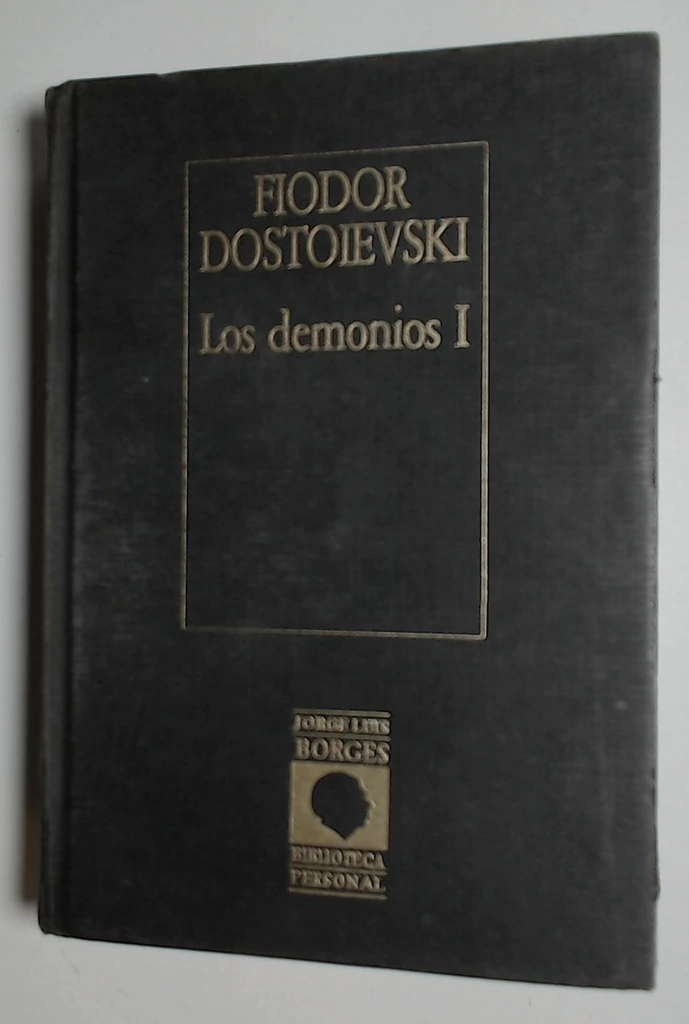 FIODOR
DOSTOIEVSKI
Los demonios I
JORGE LUIS
BORGES
BIBLIOTECA
PERSONAL